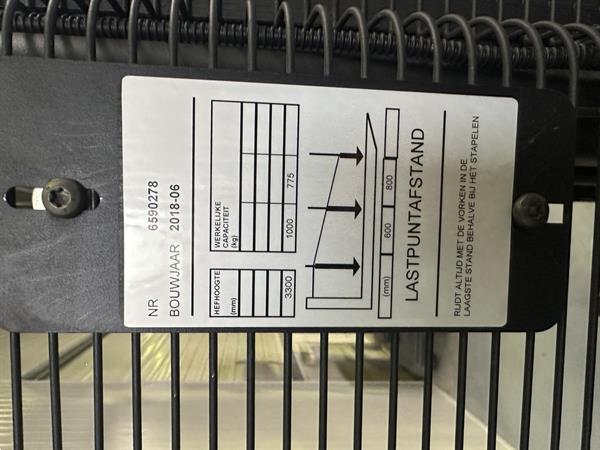 NR 6590278
BOUWJAAR 2018-06
HEFHOOGTE
(mm)
WERKELIJKE
CAPACITEIT
(kg)
3300 1000 775
(mm) 600 800
LASTPUNTAFSTAND
RIJDT ALTIJD MET DE VORKEN IN DE
LAAGSTE STAND BEHALVE BIJ HET STAPELEN